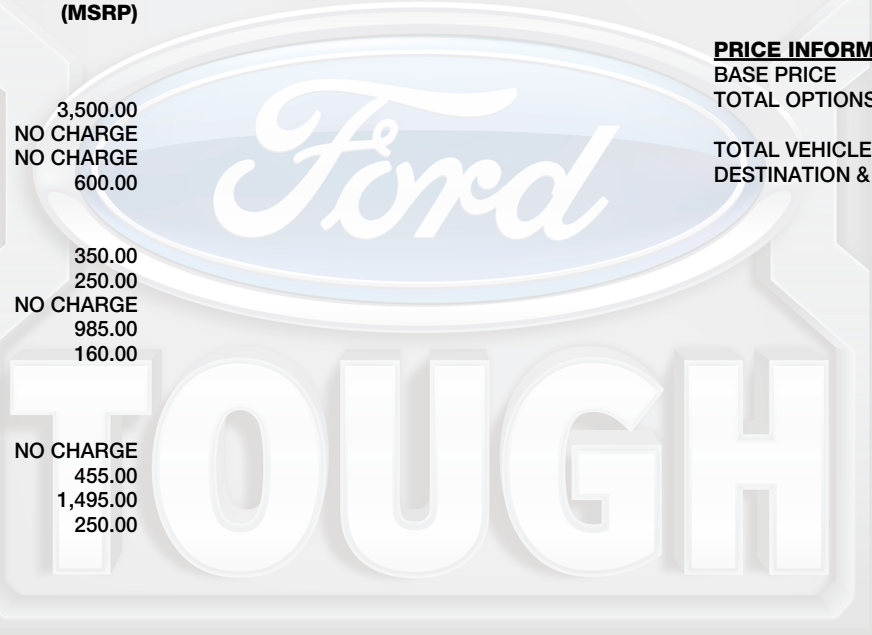 (MSRP)
3,500.00
NO CHARGE
NO CHARGE
600.00
350.00
250.00
NO CHARGE
985.00
160.00
NO CHARGE
455.00
1,495.00
250.00
PRICE INFORM
BASE PRICE
TOTAL OPTIONS
TOTAL VEHICLE
DESTINATION &
Ford
TOUGH